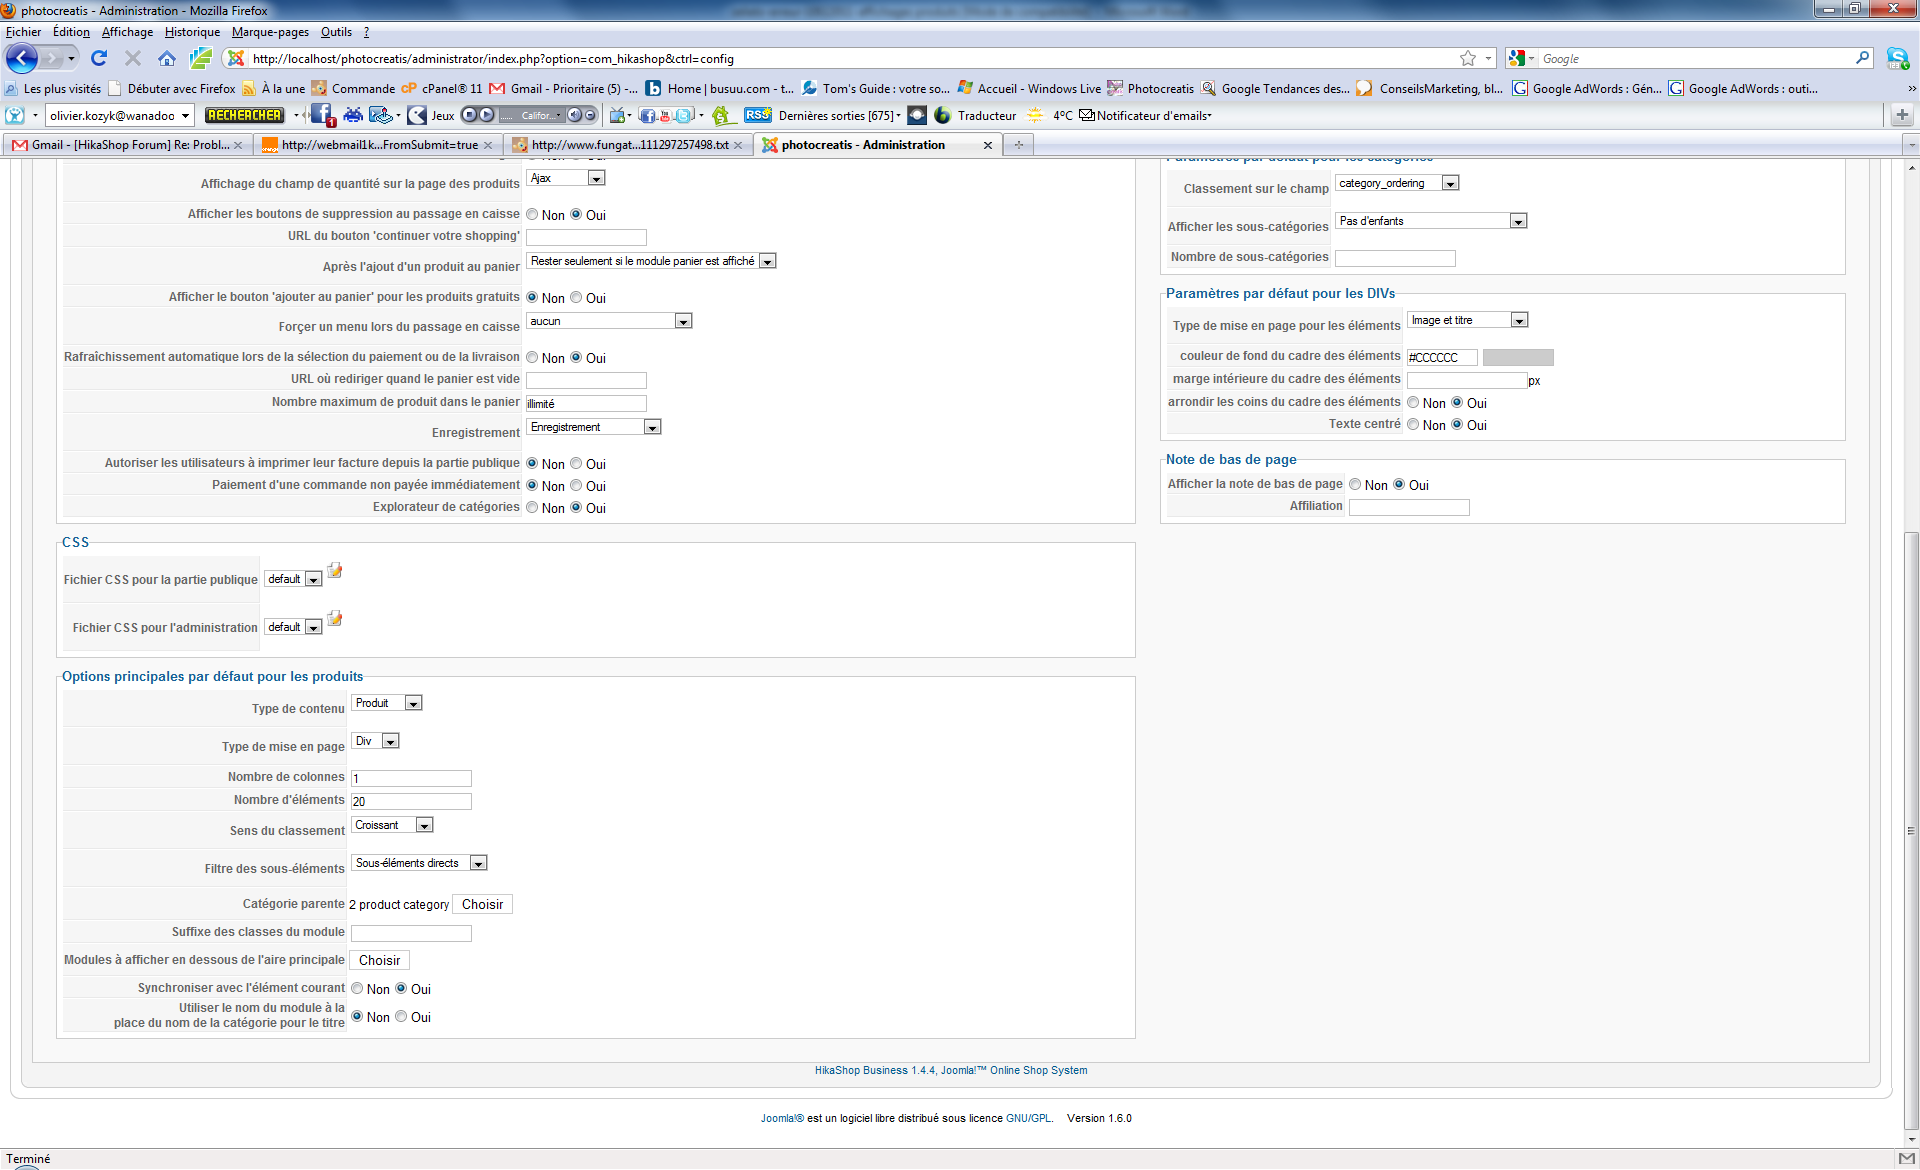 photocreatis - Administration - Mozilla Firefox
Fichier Édition Affichage Historique Marque-pages Outils ?
http://localhost/photocreatis/administrator/index.php?option=com_hikashop&ctrl=config
Google
Les plus visités Débuter avec Firefox À la une Commande cPanel® 11 Gmail - Prioritaire (5) -... Home | busuu.com - t... Tom's Guide : votre so... Accueil - Windows Live Photocreatis Google Tendances des... ConseilsMarketing, bl... Google AdWords : Gén... Google AdWords : outi... »
olivier.kozyk@wanadoo RECHERCHER Jeux Califor... RSS Dernières sorties [675] Traducteur 4°C Notificateur d'emails
Gmail - [HikaShop Forum] Re: Probl... http://webmail1k...FromSubmit=true http://www.fungat...111297257498.txt photocreatis - Administration
Affichage du champ de quantité sur la page des produits Ajax
Afficher les boutons de suppression au passage en caisse Non Oui
URL du bouton 'continuer votre shopping'
Après l'ajout d'un produit au panier Rester seulement si le module panier est affiché
Afficher le bouton 'ajouter au panier' pour les produits gratuits Non Oui
Forçer un menu lors du passage en caisse aucun
Rafraîchissement automatique lors de la sélection du paiement ou de la livraison Non Oui
URL où rediriger quand le panier est vide
Nombre maximum de produit dans le panier illimité
Enregistrement Enregistrement
Autoriser les utilisateurs à imprimer leur facture depuis la partie publique Non Oui
Paiement d'une commande non payée immédiatement Non Oui
Explorateur de catégories Non Oui
CSS
Fichier CSS pour la partie publique default
Fichier CSS pour l'administration default
Options principales par défaut pour les produits
Type de contenu Produit
Type de mise en page Div
Nombre de colonnes 1
Nombre d'éléments 20
Sens du classement Croissant
Filtre des sous-éléments Sous-éléments directs
Catégorie parente 2 product category Choisir
Suffixe des classes du module
Modules à afficher en dessous de l'aire principale Choisir
Synchroniser avec l'élément courant Non Oui
Utiliser le nom du module à la
place du nom de la catégorie pour le titre Non Oui
Paramètres par défaut pour les catégories
Classement sur le champ category_ordering
Afficher les sous-catégories Pas d'enfants
Nombre de sous-catégories
Paramètres par défaut pour les DIVs
Type de mise en page pour les éléments Image et titre
couleur de fond du cadre des éléments #CCCCCC
marge intérieure du cadre des éléments px
arrondir les coins du cadre des éléments Non Oui
Texte centré Non Oui
Note de bas de page
Afficher la note de bas de page Non Oui
Affiliation
HikaShop Business 1.4.4, Joomla!™ Online Shop System
Joomla!® est un logiciel libre distribué sous licence GNU/GPL. Version 1.6.0
Terminé